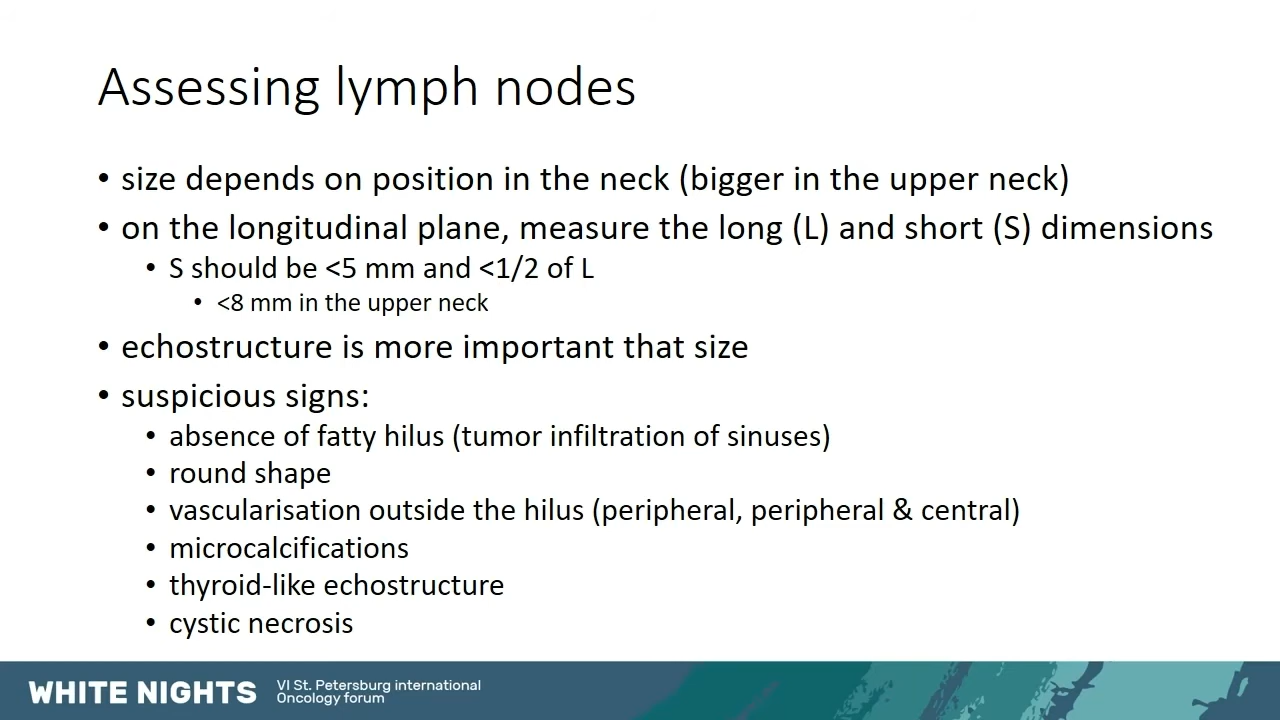 Assessing lymph nodes
• size depends on position in the neck (bigger in the upper neck)
• on the longitudinal plane, measure the long (L) and short (S) dimensions
• S should be <5 mm and <1/2 of L
• <8 mm in the upper neck
• echostructure is more important that size
• suspicious signs:
• absence of fatty hilus (tumor infiltration of sinuses)
• round shape
• vascularisation outside the hilus (peripheral, peripheral & central)
• microcalcifications
• thyroid-like echostructure
• cystic necrosis
WHITE NIGHTS
VI St. Petersburg international
Oncology forum